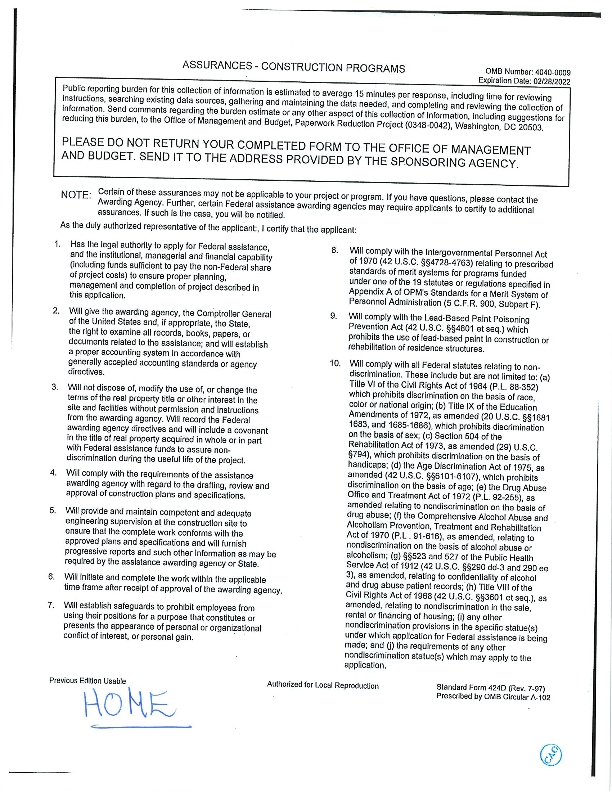 ASSURANCES - CONSTRUCTION PROGRAMS
OMB Number: 4040-0009
Expiration Date: 02/28/2022
Public reporting burden for this collection of information is estimated to average 15 minutes per response, including time for reviewing
instructions, searching existing data sources, gathering and maintaining the data needed, and completing and reviewing the collection of
information. Send comments regarding the burden estimate or any other aspect of this collection of information, including suggestions for
reducing this burden, to the Office of Management and Budget, Paperwork Reduction Project (0348-0042), Washington, DC 20503.
PLEASE DO NOT RETURN YOUR COMPLETED FORM TO THE OFFICE OF MANAGEMENT
AND BUDGET. SEND IT TO THE ADDRESS PROVIDED BY THE SPONSORING AGENCY.
NOTE: Certain of these assurances may not be applicable to your project or program. If you have questions, please contact the
Awarding Agency. Further, certain Federal assistance awarding agencies may require applicants to certify to additional
assurances. If such is the case, you will be notified.
As the duly authorized representative of the applicant:, I certify that the applicant:
1. Has the legal authority to apply for Federal assistance,
and the institutional, managerial and financial capability
(including funds sufficient to pay the non-Federal share
of project costs) to ensure proper planning,
management and completion of project described in
this application.
2. Will give the awarding agency, the Comptroller General
of the United States and, if appropriate, the State,
the right to examine all records, books, papers, or
documents related to the assistance; and will establish
a proper accounting system in accordance with
generally accepted accounting standards or agency
directives.
3. Will not dispose of, modify the use of, or change the
terms of the real property title or other interest in the
site and facilities without permission and instructions
from the awarding agency. Will record the Federal
awarding agency directives and will include a covenant
in the title of real property acquired in whole or in part
with Federal assistance funds to assure non-
discrimination during the useful life of the project.
4. Will comply with the requirements of the assistance
awarding agency with regard to the drafting, review and
approval of construction plans and specifications.
5. Will provide and maintain competent and adequate
engineering supervision at the construction site to
ensure that the complete work conforms with the
approved plans and specifications and will furnish
progressive reports and such other information as may be
required by the assistance awarding agency or State.
6. Will initiate and complete the work within the applicable
time frame after receipt of approval of the awarding agency.
7. Will establish safeguards to prohibit employees from
using their positions for a purpose that constitutes or
presents the appearance of personal or organizational
conflict of interest, or personal gain.
8. Will comply with the Intergovernmental Personnel Act
of 1970 (42 U.S.C. §§4728-4763) relating to prescribed
standards of merit systems for programs funded
under one of the 19 statutes or regulations specified in
Appendix A of OPM's Standards for a Merit System of
Personnel Administration (5 C.F.R. 900, Subpart F).
9. Will comply with the Lead-Based Paint Poisoning
Prevention Act (42 U.S.C. §§4801 et seq.) which
prohibits the use of lead-based paint in construction or
rehabilitation of residence structures.
10. Will comply with all Federal statutes relating to non-
discrimination. These include but are not limited to: (a)
Title VI of the Civil Rights Act of 1964 (P.L. 88-352)
which prohibits discrimination on the basis of race,
color or national origin; (b) Title IX of the Education
Amendments of 1972, as amended (20 U.S.C. §§1681
1683, and 1685-1686), which prohibits discrimination
on the basis of sex; (c) Section 504 of the
Rehabilitation Act of 1973, as amended (29) U.S.C.
§794), which prohibits discrimination on the basis of
handicaps; (d) the Age Discrimination Act of 1975, as
amended (42 U.S.C. §§6101-6107), which prohibits
discrimination on the basis of age; (e) the Drug Abuse
Office and Treatment Act of 1972 (P.L. 92-255), as
amended relating to nondiscrimination on the basis of
drug abuse; (f) the Comprehensive Alcohol Abuse and
Alcoholism Prevention, Treatment and Rehabilitation
Act of 1970 (P.L. 91-616), as amended, relating to
nondiscrimination on the basis of alcohol abuse or
alcoholism; (g) §§523 and 527 of the Public Health
Service Act of 1912 (42 U.S.C. §§290 dd-3 and 290 ee
3), as amended, relating to confidentiality of alcohol
and drug abuse patient records; (h) Title VIII of the
Civil Rights Act of 1968 (42 U.S.C. §§3601 et seq.), as
amended, relating to nondiscrimination in the sale,
rental or financing of housing; (i) any other
nondiscrimination provisions in the specific statue(s)
under which application for Federal assistance is being
made; and (j) the requirements of any other
nondiscrimination statue(s) which may apply to the
application.
Previous Edition Usable
Authorized for Local Reproduction
Standard Form 424D (Rev. 7-97)
Prescribed by OMB Circular A-102
HOME